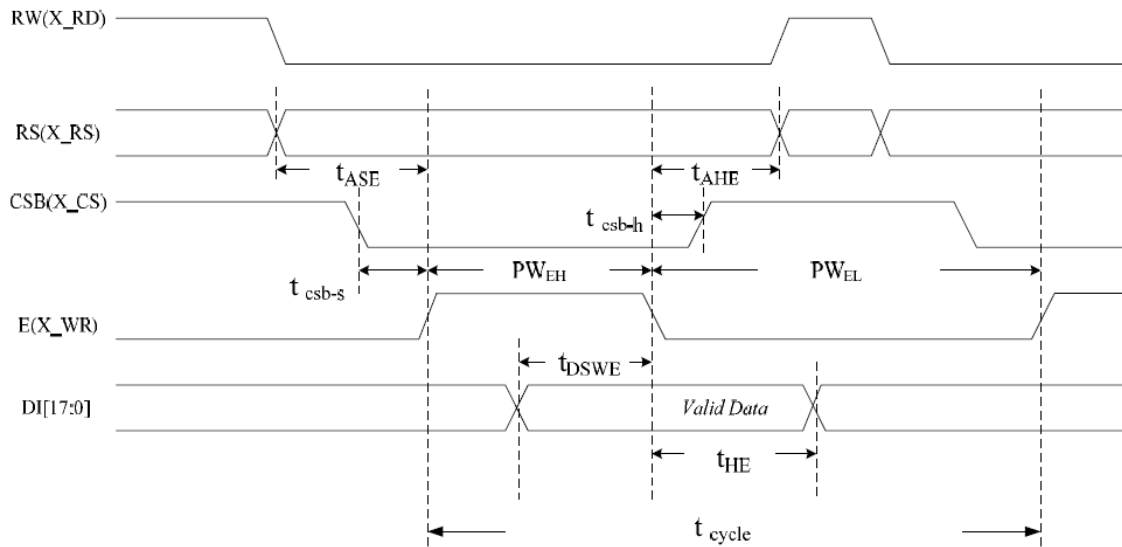 RW(X_RD)
RS(X_RS)
tASE
tAHE
CSB(X_CS)
t csb-h
PWEH
PWEL
t csb-s
E(X_WR)
tDSWE
DI[17:0]
Valid Data
tHE
t cycle